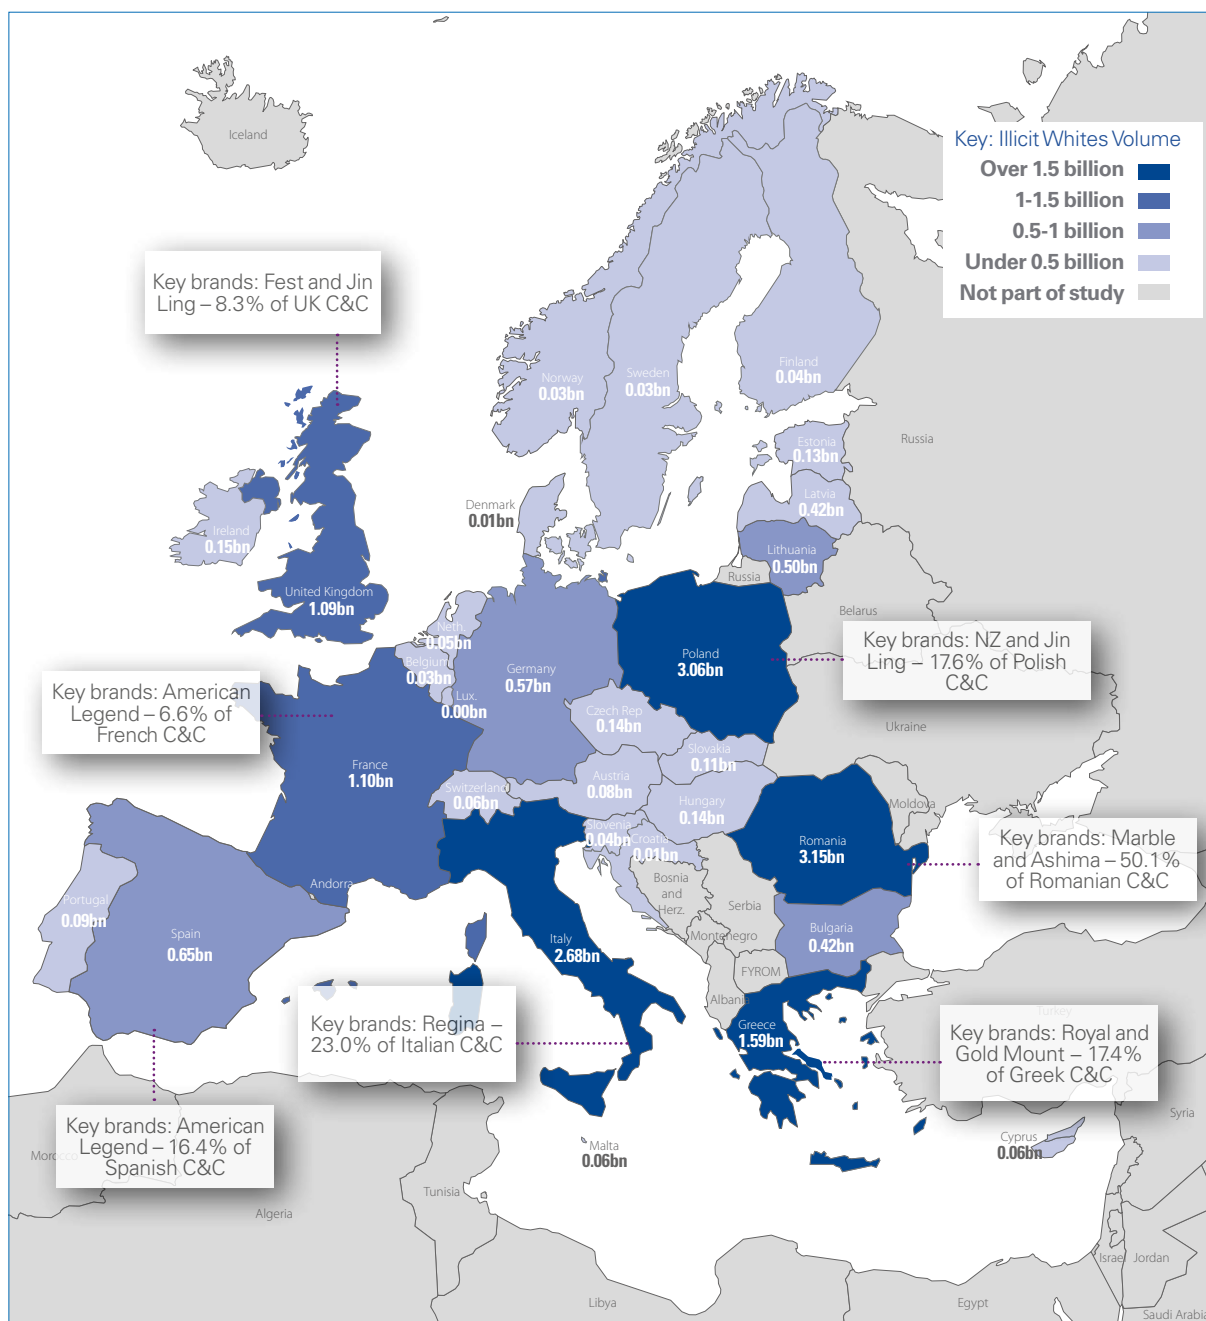 Iceland
Key: Illicit Whites Volume
Over 1.5 billion
1-1.5 billion
0.5-1 billion
Under 0.5 billion
Not part of study
Key brands: Fest and Jin
Ling – 8.3% of UK C&C
Norway
0.03bn
Sweden
0.03bn
Finland
0.04bn
Russia
Estonia
0.13bn
Latvia
0.42bn
Denmark
0.01bn
Lithuania
0.50bn
Russia
Belarus
Ireland
0.15bn
United Kingdom
1.09bn
Neth.
0.05bn
Belgium
0.03bn
Lux.
0.00bn
Germany
0.57bn
Poland
3.06bn
Key brands: NZ and Jin
Ling – 17.6% of Polish
C&C
Key brands: American
Legend – 6.6% of
French C&C
Czech Rep
0.14bn
Slovakia
0.11bn
Ukraine
France
1.10bn
Switzerland
0.06bn
Austria
0.08bn
Hungary
0.14bn
Moldova
Slovenia
0.04bn
Croatia
0.01bn
Romania
3.15bn
Key brands: Marble
and Ashima – 50.1%
of Romanian C&C
Andorra
Bosnia
and
Herz.
Serbia
Portugal
0.09bn
Spain
0.65bn
Italy
2.68bn
Montenegro
Bulgaria
0.42bn
FYROM
Albania
Greece
1.59bn
Turkey
Key brands: Regina –
23.0% of Italian C&C
Key brands: Royal and
Gold Mount – 17.4%
of Greek C&C
Key brands: American
Legend – 16.4% of
Spanish C&C
Morocco
Malta
0.06bn
Cyprus
0.06bn
Syria
Tunisia
Algeria
Israel
Jordan
Libya
Egypt
Saudi Arabia